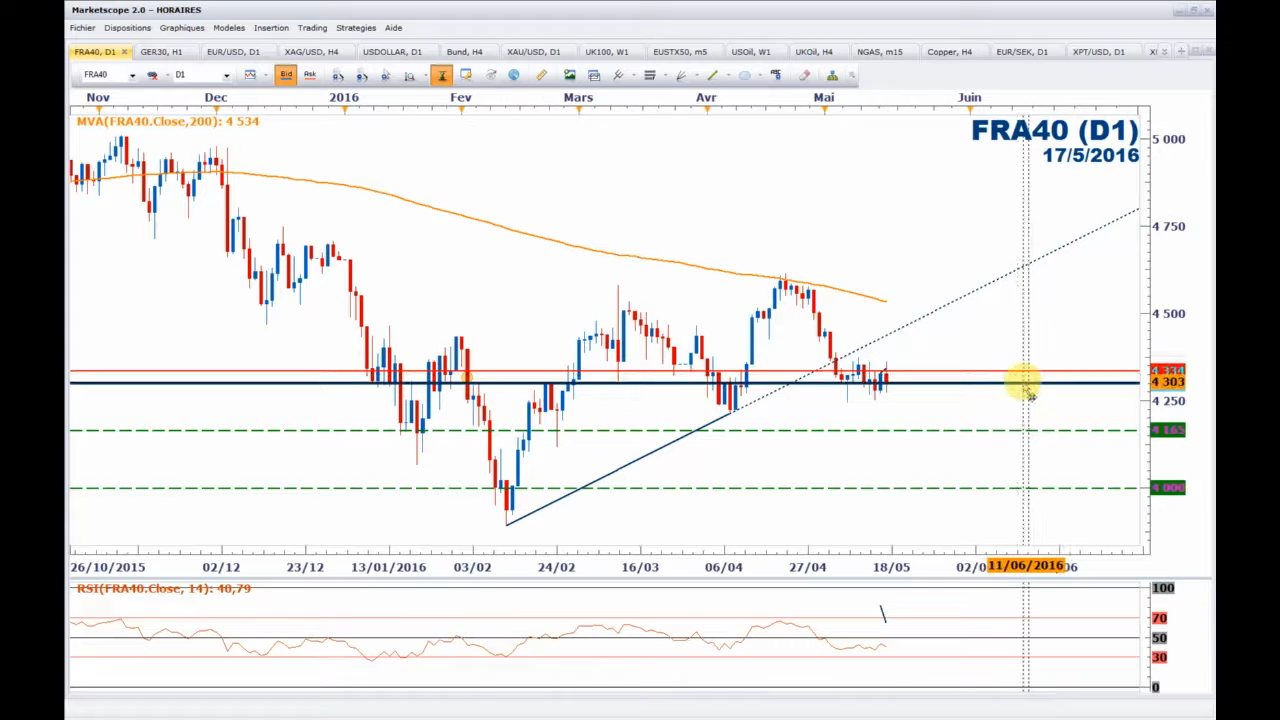 Marketscope 2.0 – HORAIRES
Fichier Dispositions Graphiques Modeles Insertion Trading Strategies Aide
FRA40, D1 GER30, H1 EUR/USD, D1 XAG/USD, H4 USDOLLAR, D1 Bund, H4 XAU/USD, D1 UK100, W1 EUSTX50, m5 USOil, W1 UKOil, H4 NGAS, m15 Copper, H4 EUR/SEK, D1 XPT/USD, D1
FRA40 D1 Bid Ask
Nov Dec 2016 Fev Mars Avr Mai Juin
MVA(FRA40.Close,200): 4 534
FRA40 (D1)
17/5/2016
5 000
4 750
4 500
4 303
4 250
4 165
4 000
26/10/2015 02/12 13/01/2016 03/02 24/02 16/03 06/04 27/04 18/05 11/06/2016
RSI(FRA40.Close, 14): 40,79
100
70
50
30
0